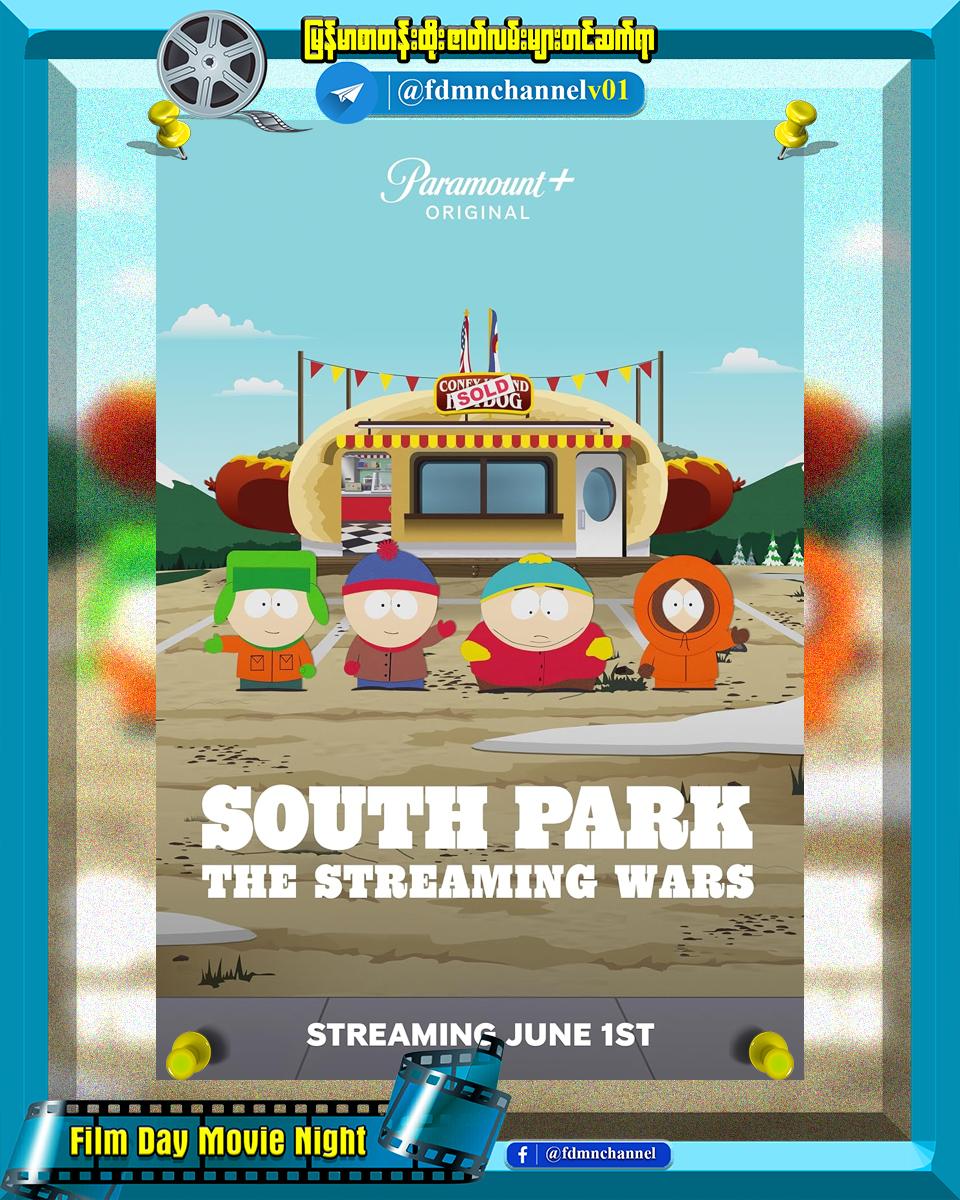 မြန်မာစာတန်းထိုးဇာတ်လမ်းများတင်ဆက်ရာ
@fdmnchannelv01
Paramount+
ORIGINAL
SOLD
SOUTH PARK
THE STREAMING WARS
STREAMING JUNE 1ST
Film Day Movie Night
@fdmnchannel